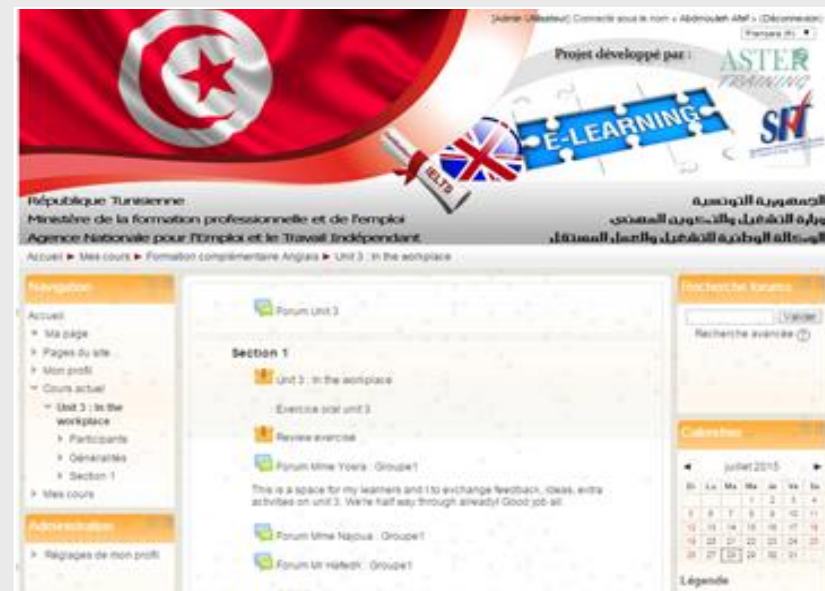 [Admin Utilisateur] Connecté sous le nom « Abdmouleh Afef » (Déconnexion)
Français (fr)
Projet développé par :
ASTER
TRAINING
E-LEARNING
SIFT
IELTS
République Tunisienne
Ministère de la formation professionnelle et de l'emploi
Agence Nationale pour l'Emploi et le Travail Indépendant
الجمهورية التونسية
وزارة التشغيل والتكوين المهني
الوكالة الوطنية للتشغيل والعمل المستقل
Accueil ► Mes cours ► Formation complémentaire Anglais ► Unit 3 : In the workplace
Navigation
Accueil
Ma page
Pages du site
Mon profil
Cours actuel
Unit 3 : In the
workplace
Participants
Généralités
Section 1
Mes cours
Administration
Réglages de mon profil
Forum Unit 3
Section 1
Unit 3 : In the workplace
Exercise oral unit 3
Review exercise
Forum Mme Yosra : Groupe1
This is a space for my learners and I to exchange feedback, ideas, extra
activities on unit 3. We're half way through already! Good job all.
Forum Mme Najoua : Groupe1
Forum Mr Hafedh : Groupe1
Recherche forums
Valider
Recherche avancée
Calendrier
◄ juillet 2015 ►
Di Lu Ma Me Je Ve Sa
1 2 3 4
5 6 7 8 9 10 11
12 13 14 15 16 17 18
19 20 21 22 23 24 25
26 27 28 29 30 31
Légende